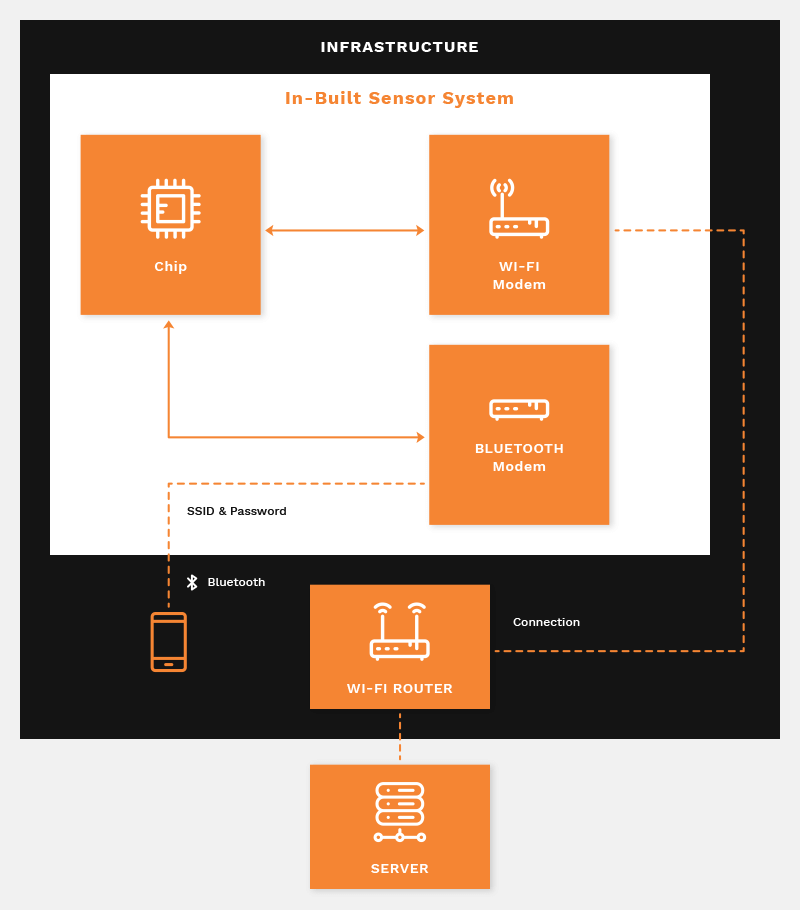 INFRASTRUCTURE
In-Built Sensor System
Chip
WI-FI
Modem
BLUETOOTH
Modem
SSID & Password
Bluetooth
Connection
WI-FI ROUTER
SERVER